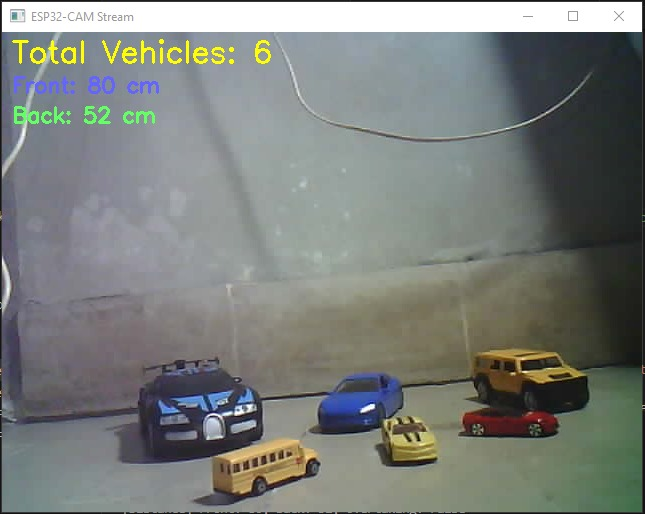 ESP32-CAM Stream
Total Vehicles: 6
Front: 80 cm
Back: 52 cm